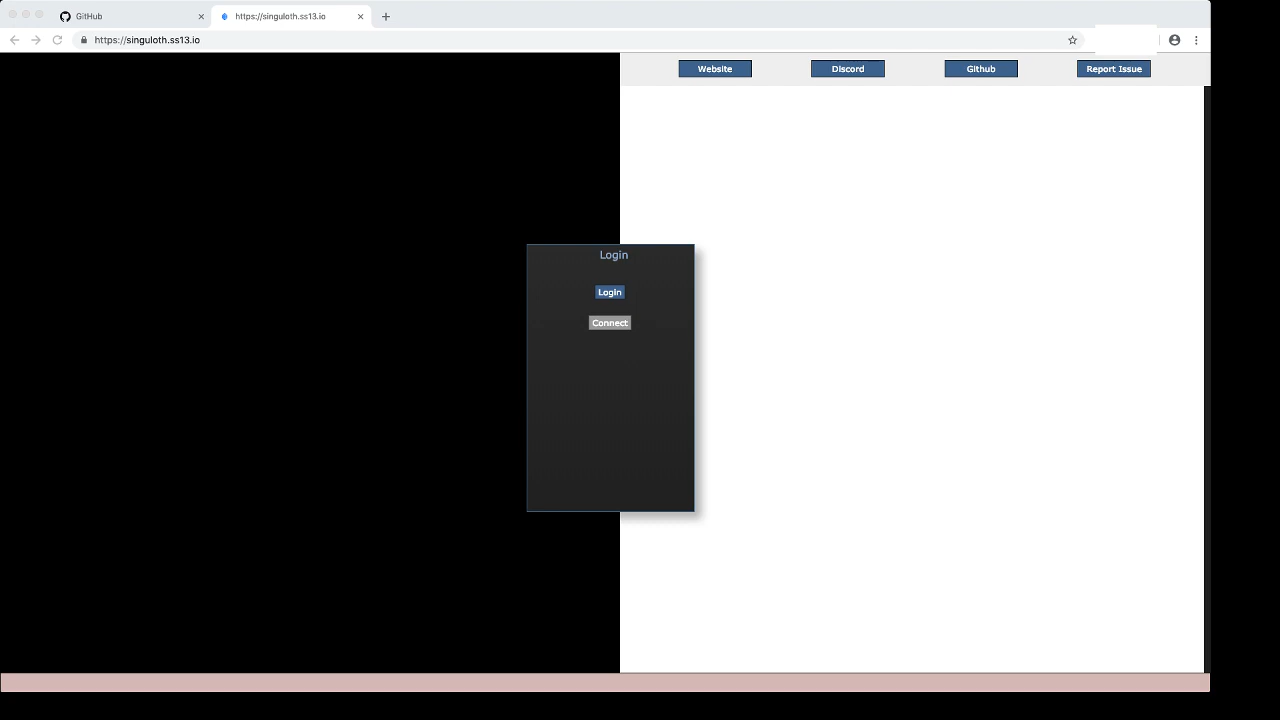 GitHub
https://singuloth.ss13.io
https://singuloth.ss13.io
Website
Discord
Github
Report Issue
Login
Login
Connect